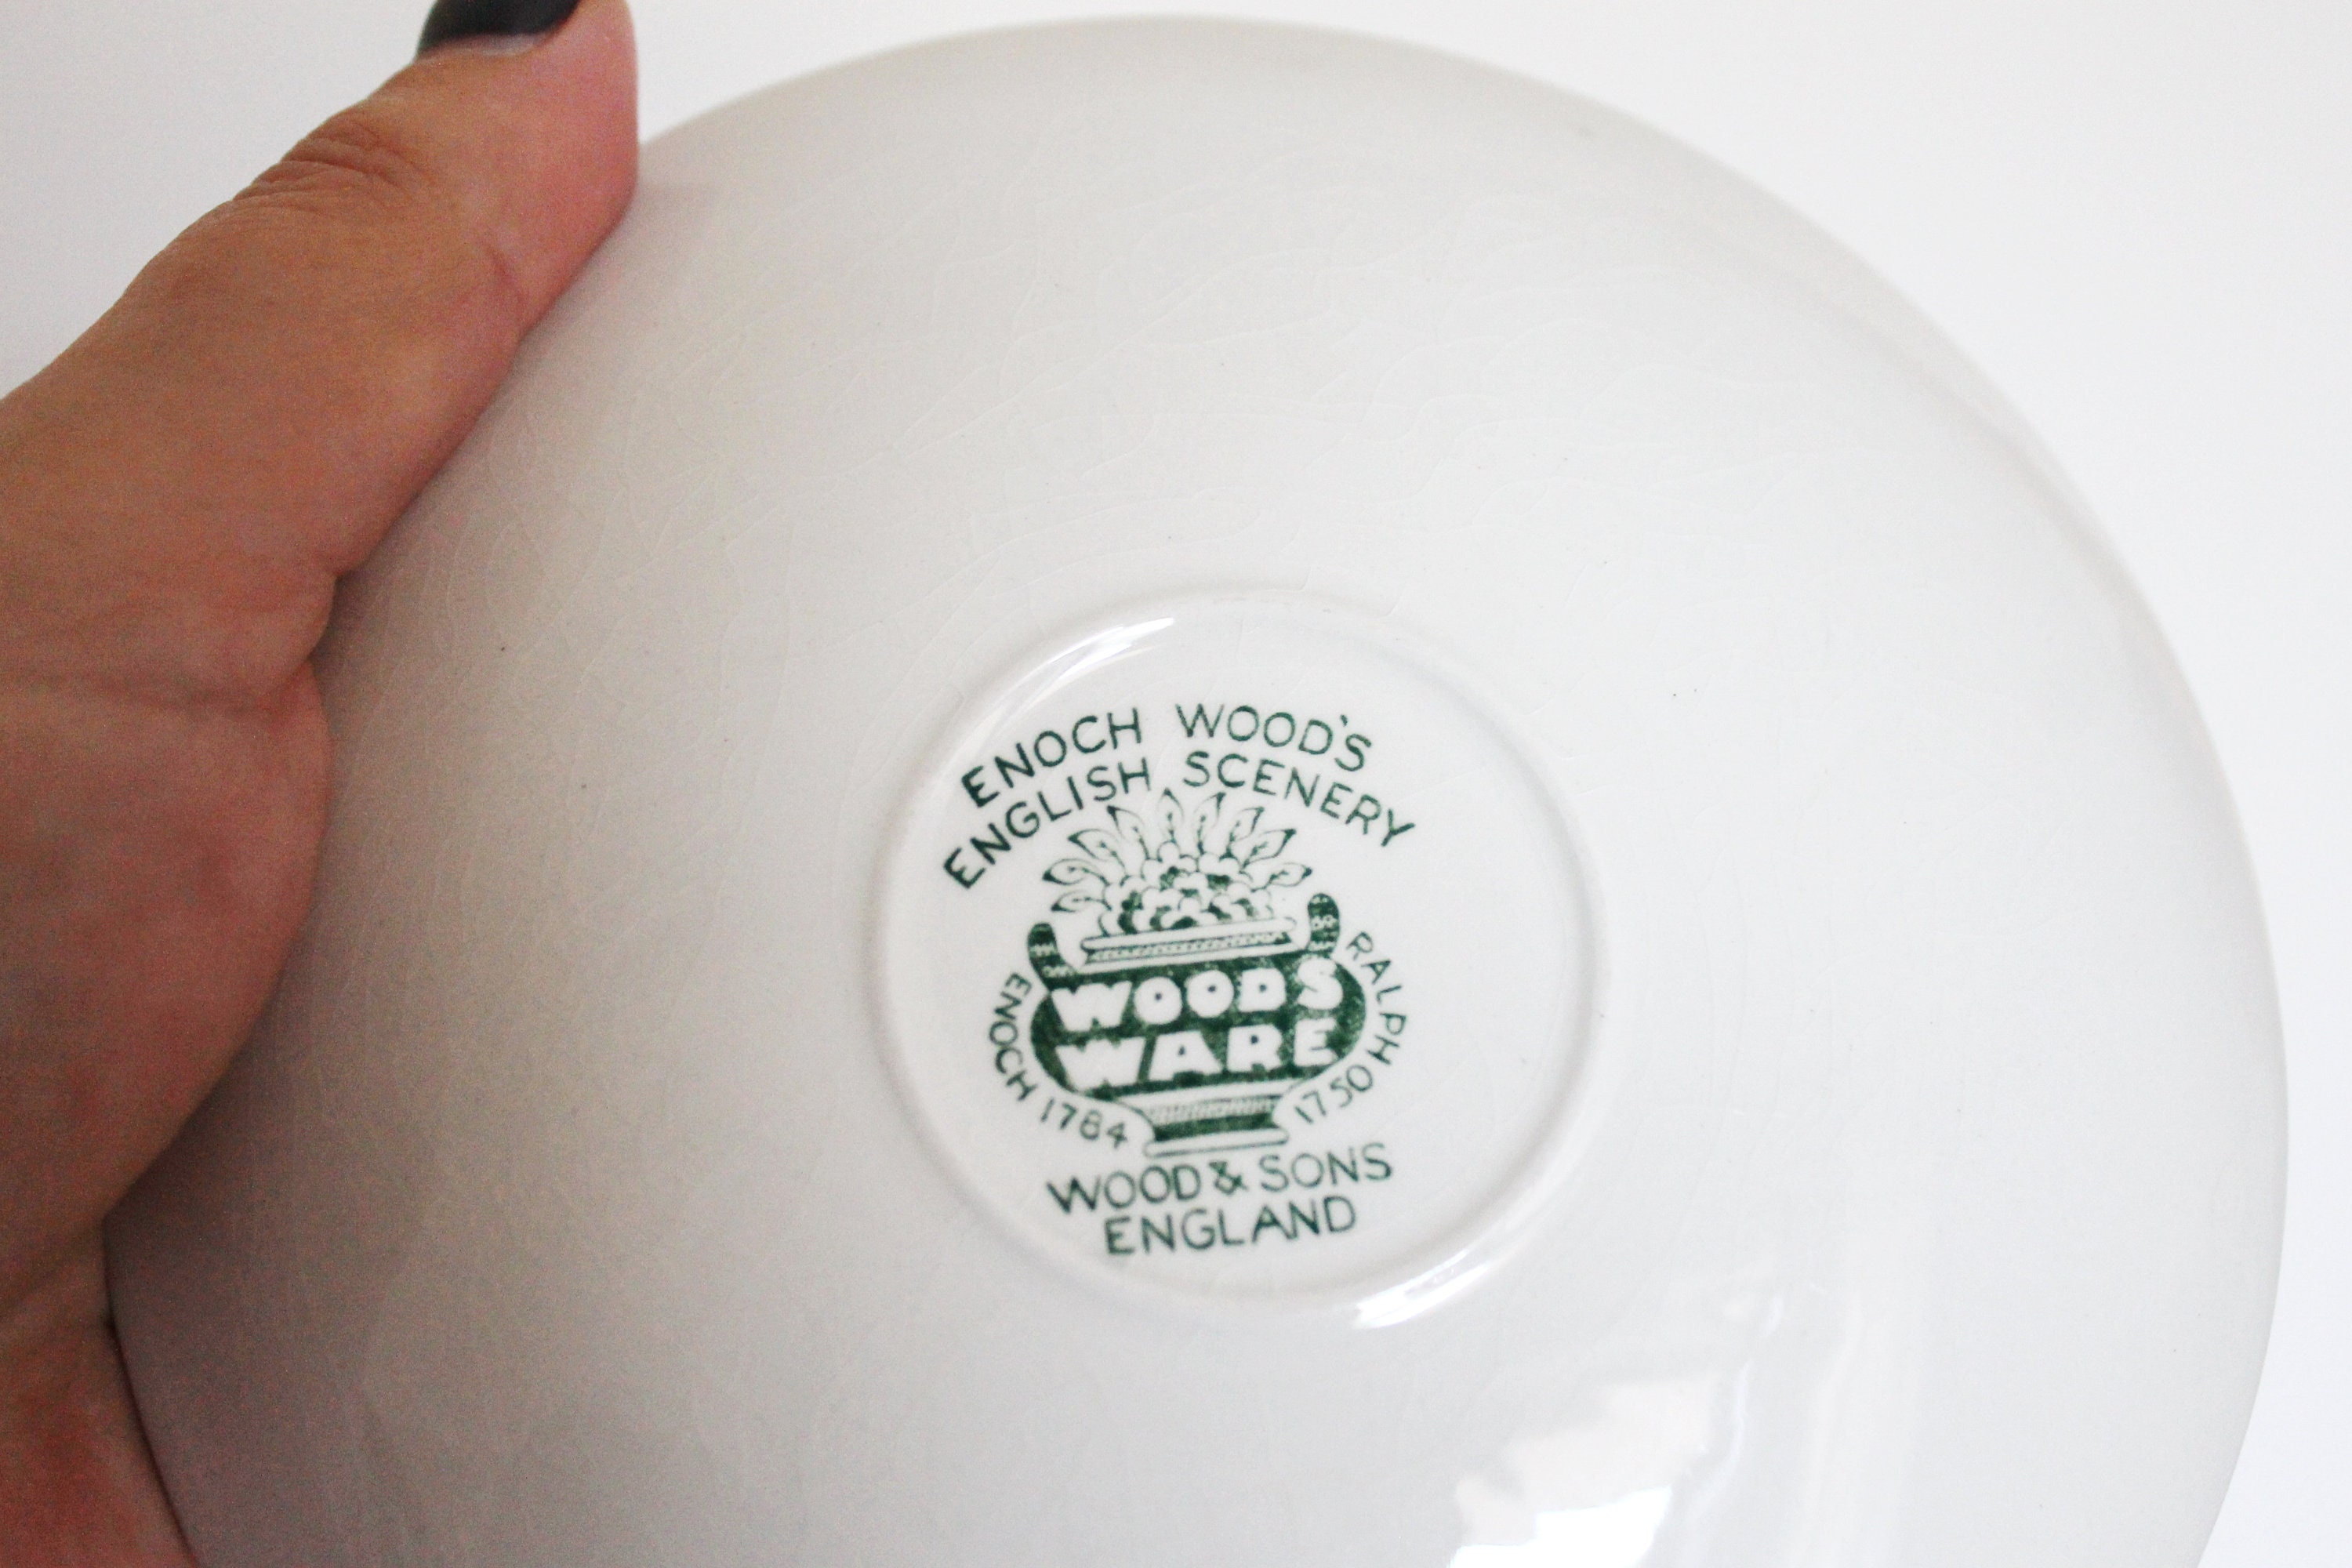 ENOCH WOOD'S
ENGLISH SCENERY
WOODS
WARE
ENOCH 1784
RALPH 1750
WOOD & SONS
ENGLAND